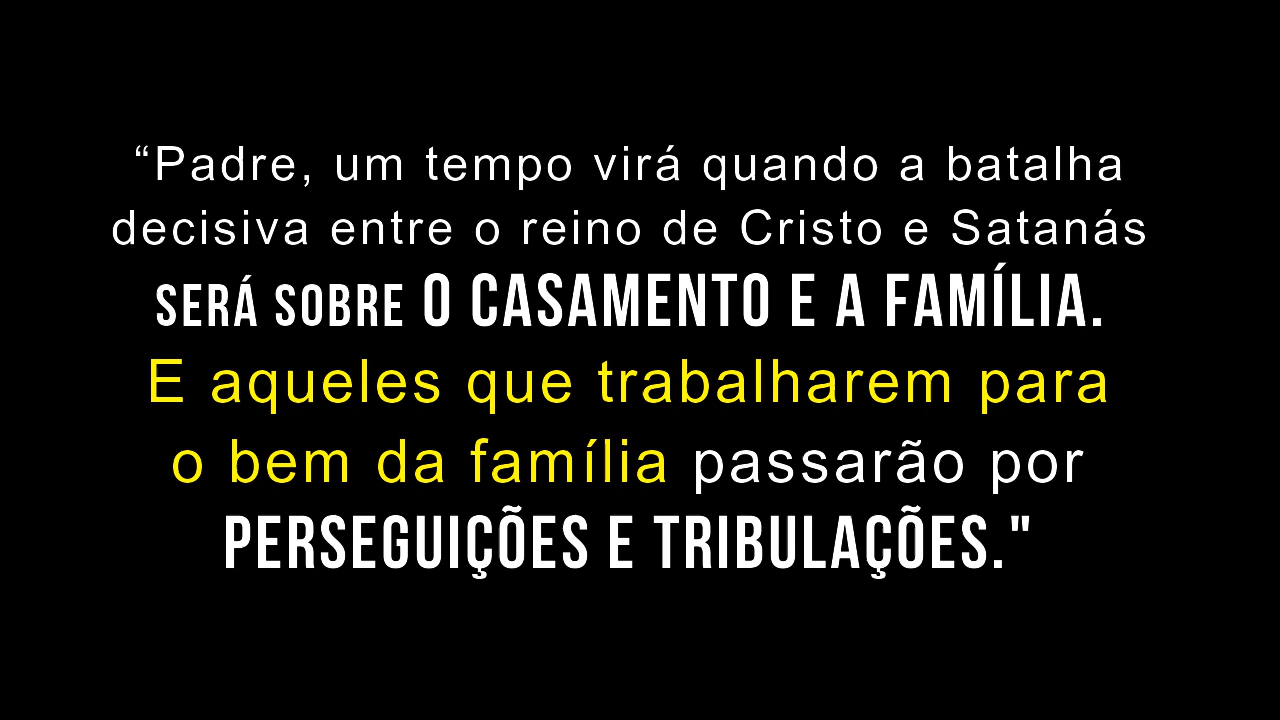 “Padre, um tempo virá quando a batalha
decisiva entre o reino de Cristo e Satanás
SERÁ SOBRE O CASAMENTO E A FAMÍLIA.
E aqueles que trabalharem para
o bem da família passarão por
PERSEGUIÇÕES E TRIBULAÇÕES."